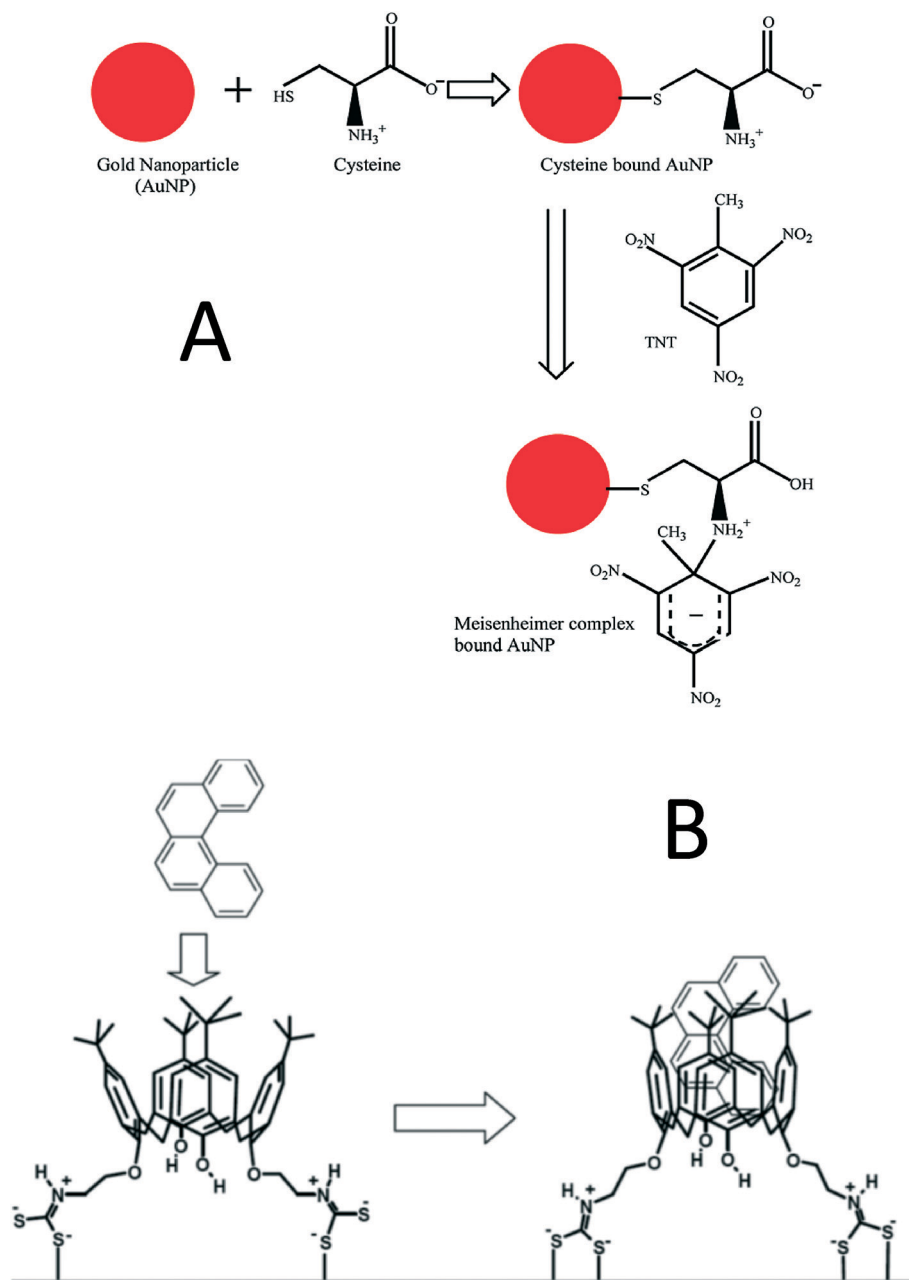 O
HS
O⁻
NH₃⁺
+
Gold Nanoparticle
(AuNP)
Cysteine
O
S
O⁻
NH₃⁺
Cysteine bound AuNP
CH₃
O₂N
NO₂
TNT
NO₂
A
O
S
OH
NH₂⁺
CH₃
O₂N
NO₂
−
NO₂
Meisenheimer complex
bound AuNP
B
O
H
O
H
O
H
N
+
S⁻
S⁻
H
N
+
S⁻
S⁻
O
H
O
H
O
O
H
N
+
S⁻
S⁻
H
N
+
S⁻
S⁻